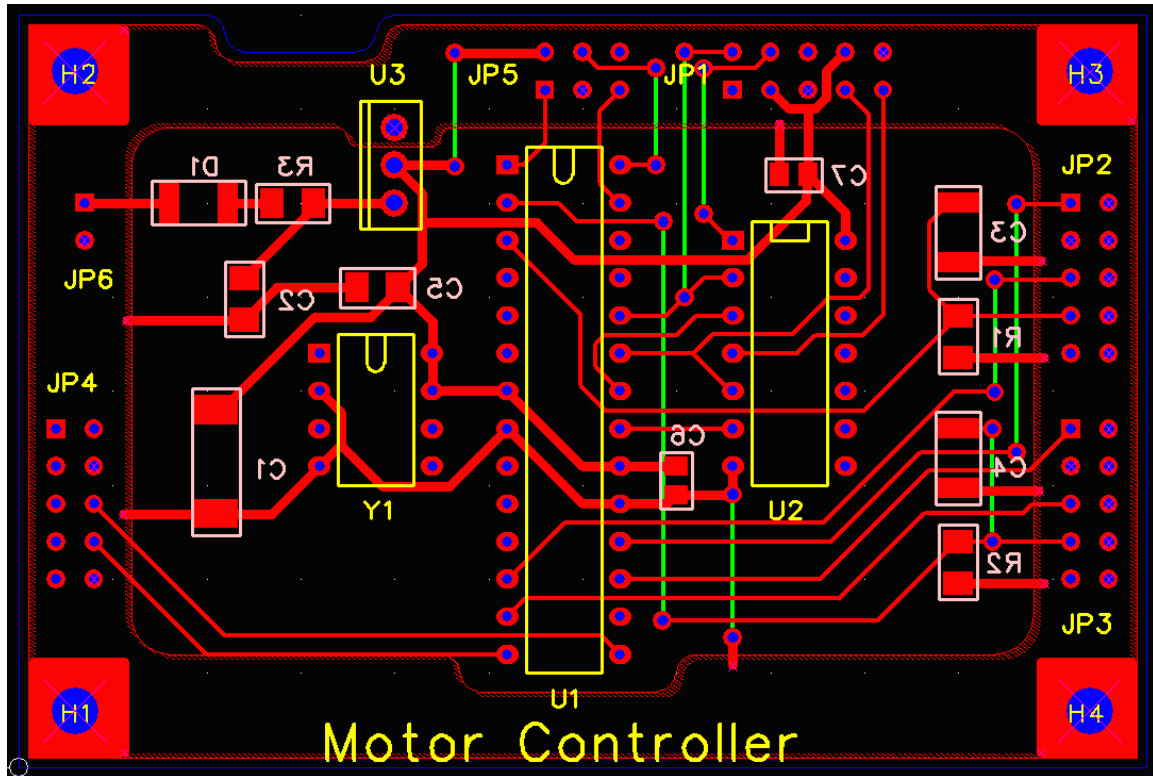 H2
U3
JP5
JP1
H3
D1
R3
C7
JP2
C3
JP6
C2
C5
R1
JP4
C6
C1
C4
Y1
U2
R2
JP3
U1
H1
H4
Motor Controller